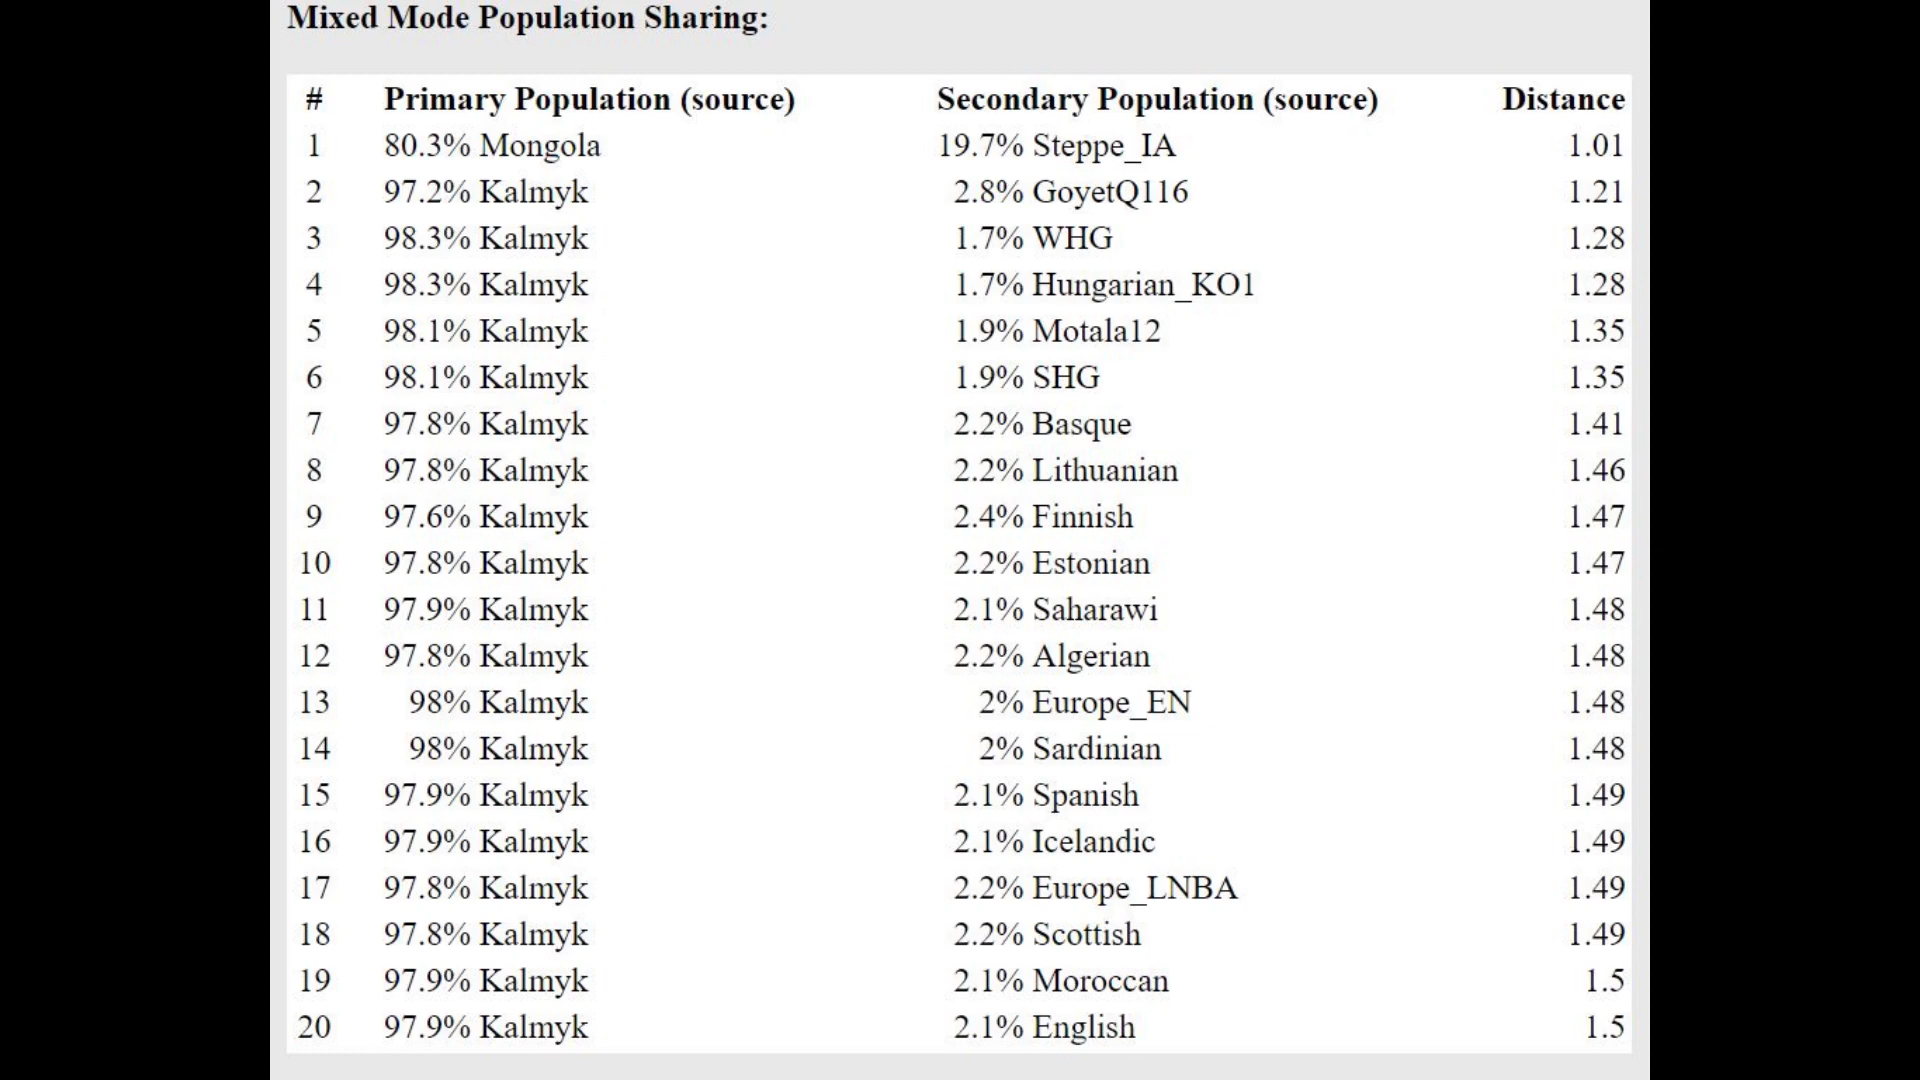 Mixed Mode Population Sharing:
# Primary Population (source) Secondary Population (source) Distance
1 80.3% Mongola 19.7% Steppe_IA 1.01
2 97.2% Kalmyk 2.8% GoyetQ116 1.21
3 98.3% Kalmyk 1.7% WHG 1.28
4 98.3% Kalmyk 1.7% Hungarian_KO1 1.28
5 98.1% Kalmyk 1.9% Motala12 1.35
6 98.1% Kalmyk 1.9% SHG 1.35
7 97.8% Kalmyk 2.2% Basque 1.41
8 97.8% Kalmyk 2.2% Lithuanian 1.46
9 97.6% Kalmyk 2.4% Finnish 1.47
10 97.8% Kalmyk 2.2% Estonian 1.47
11 97.9% Kalmyk 2.1% Saharawi 1.48
12 97.8% Kalmyk 2.2% Algerian 1.48
13 98% Kalmyk 2% Europe_EN 1.48
14 98% Kalmyk 2% Sardinian 1.48
15 97.9% Kalmyk 2.1% Spanish 1.49
16 97.9% Kalmyk 2.1% Icelandic 1.49
17 97.8% Kalmyk 2.2% Europe_LNBA 1.49
18 97.8% Kalmyk 2.2% Scottish 1.49
19 97.9% Kalmyk 2.1% Moroccan 1.5
20 97.9% Kalmyk 2.1% English 1.5